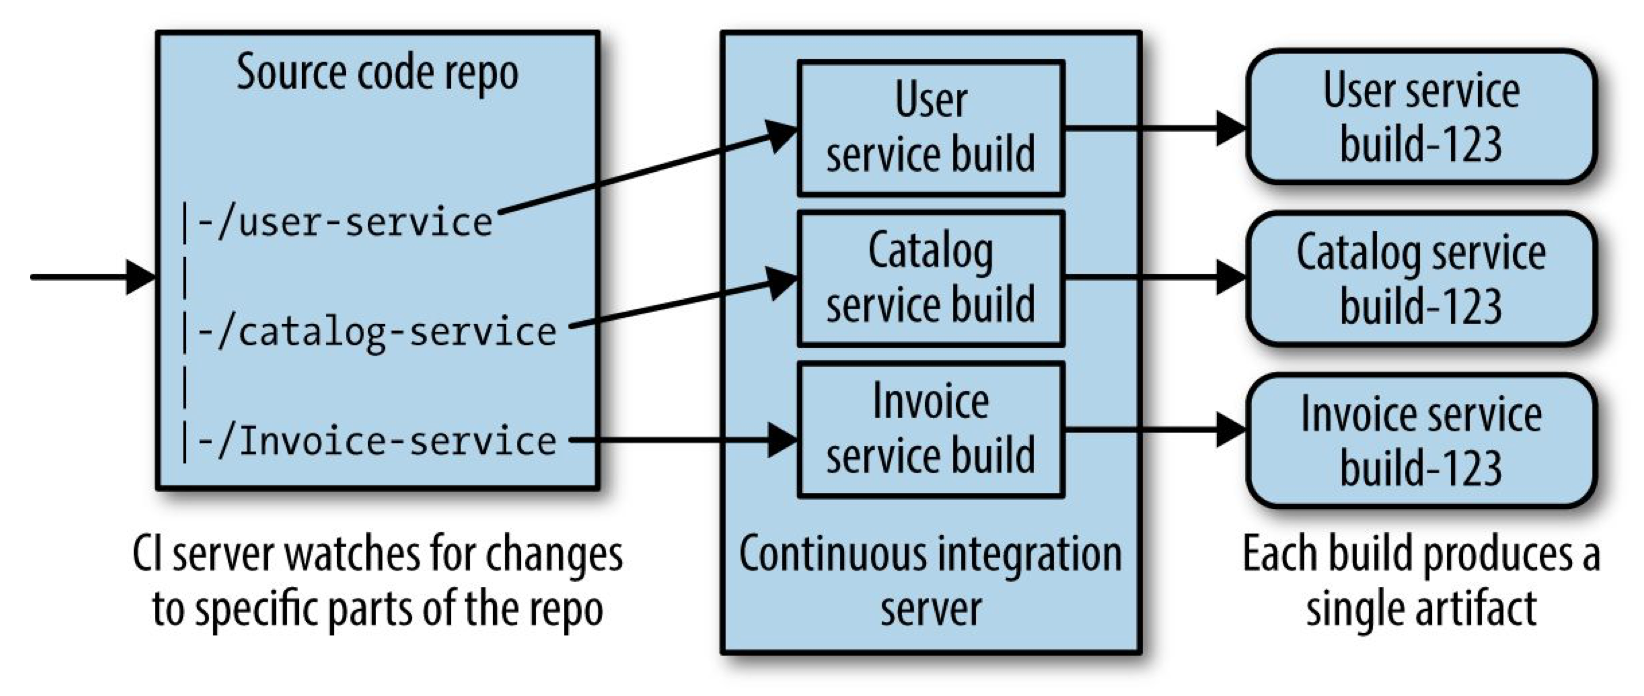 Source code repo
|-/user-service
|
|-/catalog-service
|
|-/Invoice-service
CI server watches for changes
to specific parts of the repo
User
service build
Catalog
service build
Invoice
service build
Continuous integration
server
User service
build-123
Catalog service
build-123
Invoice service
build-123
Each build produces a
single artifact